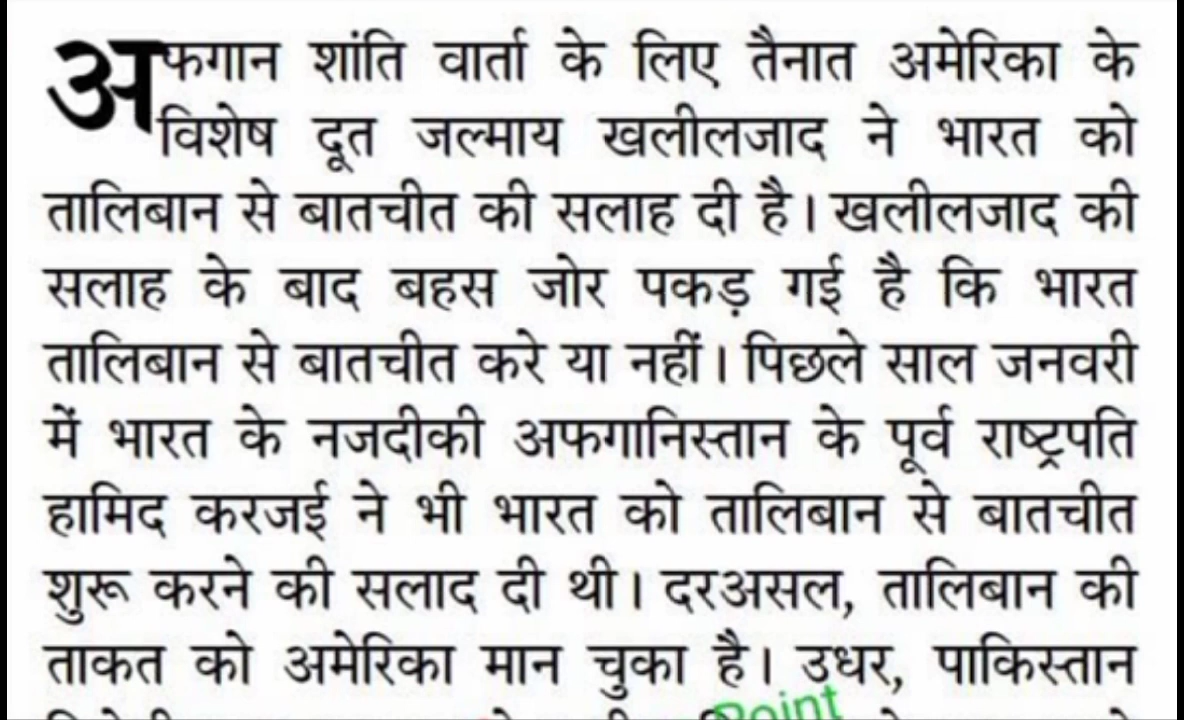 अफगान शांति वार्ता के लिए तैनात अमेरिका के
विशेष दूत जल्माय खलीलजाद ने भारत को
तालिबान से बातचीत की सलाह दी है। खलीलजाद की
सलाह के बाद बहस जोर पकड़ गई है कि भारत
तालिबान से बातचीत करे या नहीं। पिछले साल जनवरी
में भारत के नजदीकी अफगानिस्तान के पूर्व राष्ट्रपति
हामिद करजई ने भी भारत को तालिबान से बातचीत
शुरू करने की सलाद दी थी। दरअसल, तालिबान की
ताकत को अमेरिका मान चुका है। उधर, पाकिस्तान
Point